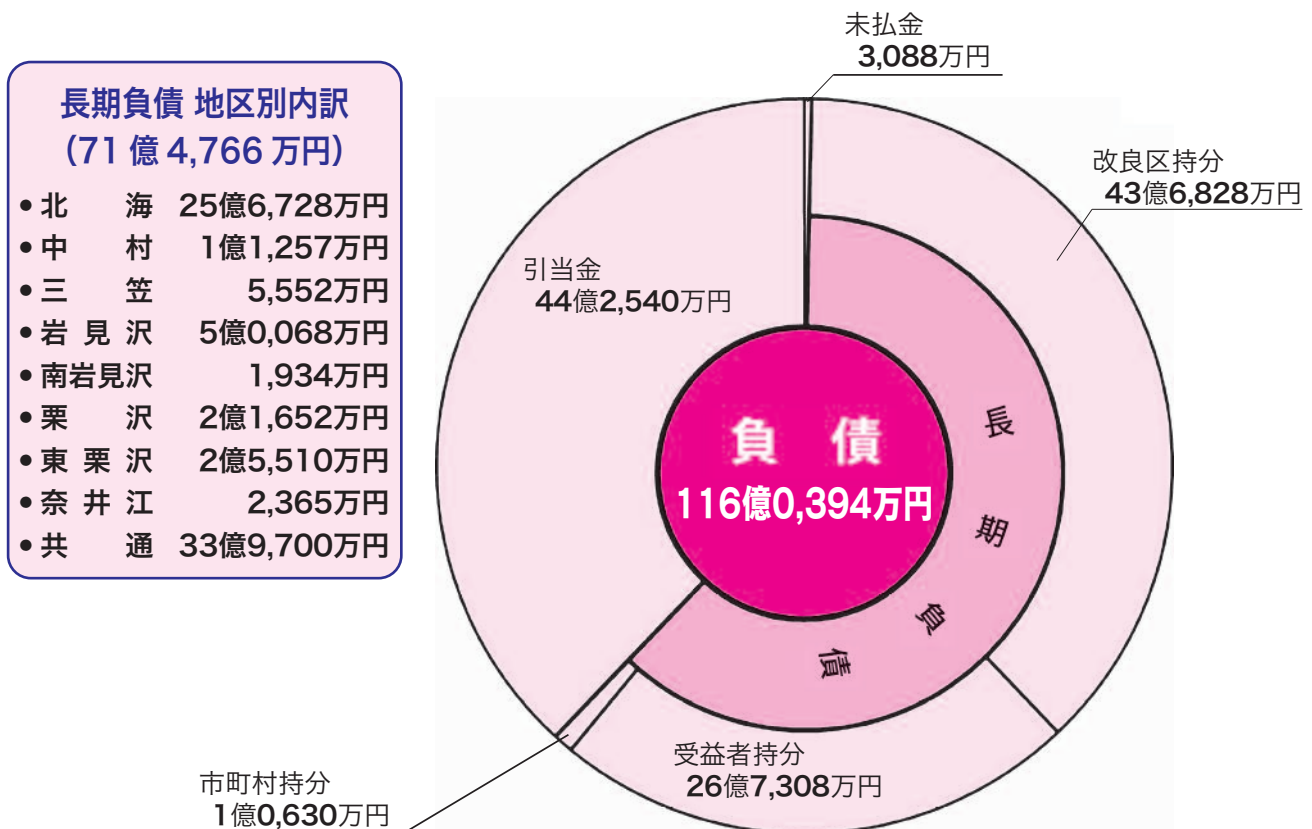 長期負債 地区別内訳
（71億4,766万円）
●北海 25億6,728万円
●中村 1億1,257万円
●三笠 5,552万円
●岩見沢 5億0,068万円
●南岩見沢 1,934万円
●栗沢 2億1,652万円
●東栗沢 2億5,510万円
●奈井江 2,365万円
●共通 33億9,700万円
未払金
3,088万円
改良区持分
43億6,828万円
引当金
44億2,540万円
負債
116億0,394万円
長期負債
受益者持分
26億7,308万円
市町村持分
1億0,630万円